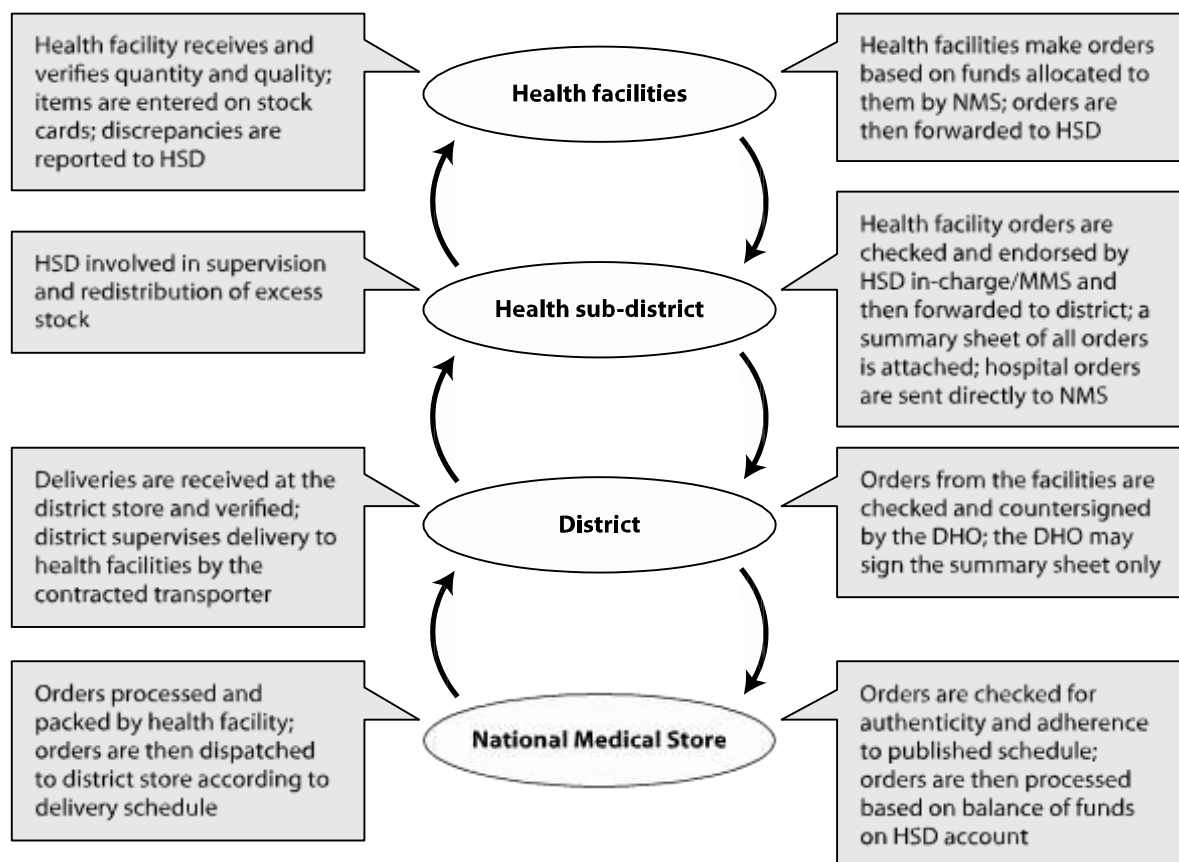 Health facility receives and
verifies quantity and quality;
items are entered on stock
cards; discrepancies are
reported to HSD
Health facilities
Health facilities make orders
based on funds allocated to
them by NMS; orders are
then forwarded to HSD
HSD involved in supervision
and redistribution of excess
stock
Health sub-district
Health facility orders are
checked and endorsed by
HSD in-charge/MMS and
then forwarded to district; a
summary sheet of all orders
is attached; hospital orders
are sent directly to NMS
Deliveries are received at the
district store and verified;
district supervises delivery to
health facilities by the
contracted transporter
District
Orders from the facilities are
checked and countersigned
by the DHO; the DHO may
sign the summary sheet only
Orders processed and
packed by health facility;
orders are then dispatched
to district store according to
delivery schedule
National Medical Store
Orders are checked for
authenticity and adherence
to published schedule;
orders are then processed
based on balance of funds
on HSD account